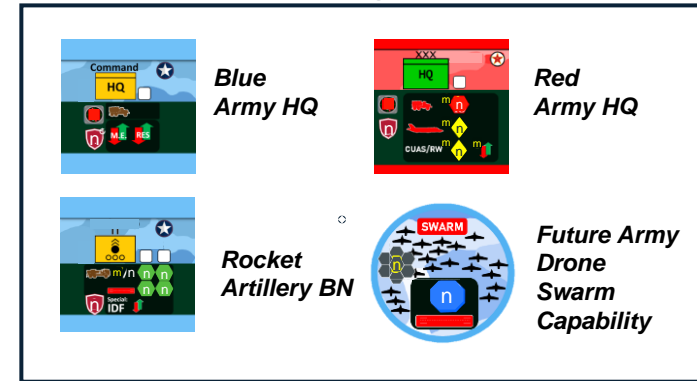 Command
HQ
n
M.E. RES
Blue
Army HQ
XXX
HQ
m n
m n
CUAS/RW m n m
n
Red
Army HQ
II
m/n n n
n n
n
Special:
IDF
Rocket
Artillery BN
SWARM
n
n
Future Army
Drone
Swarm
Capability